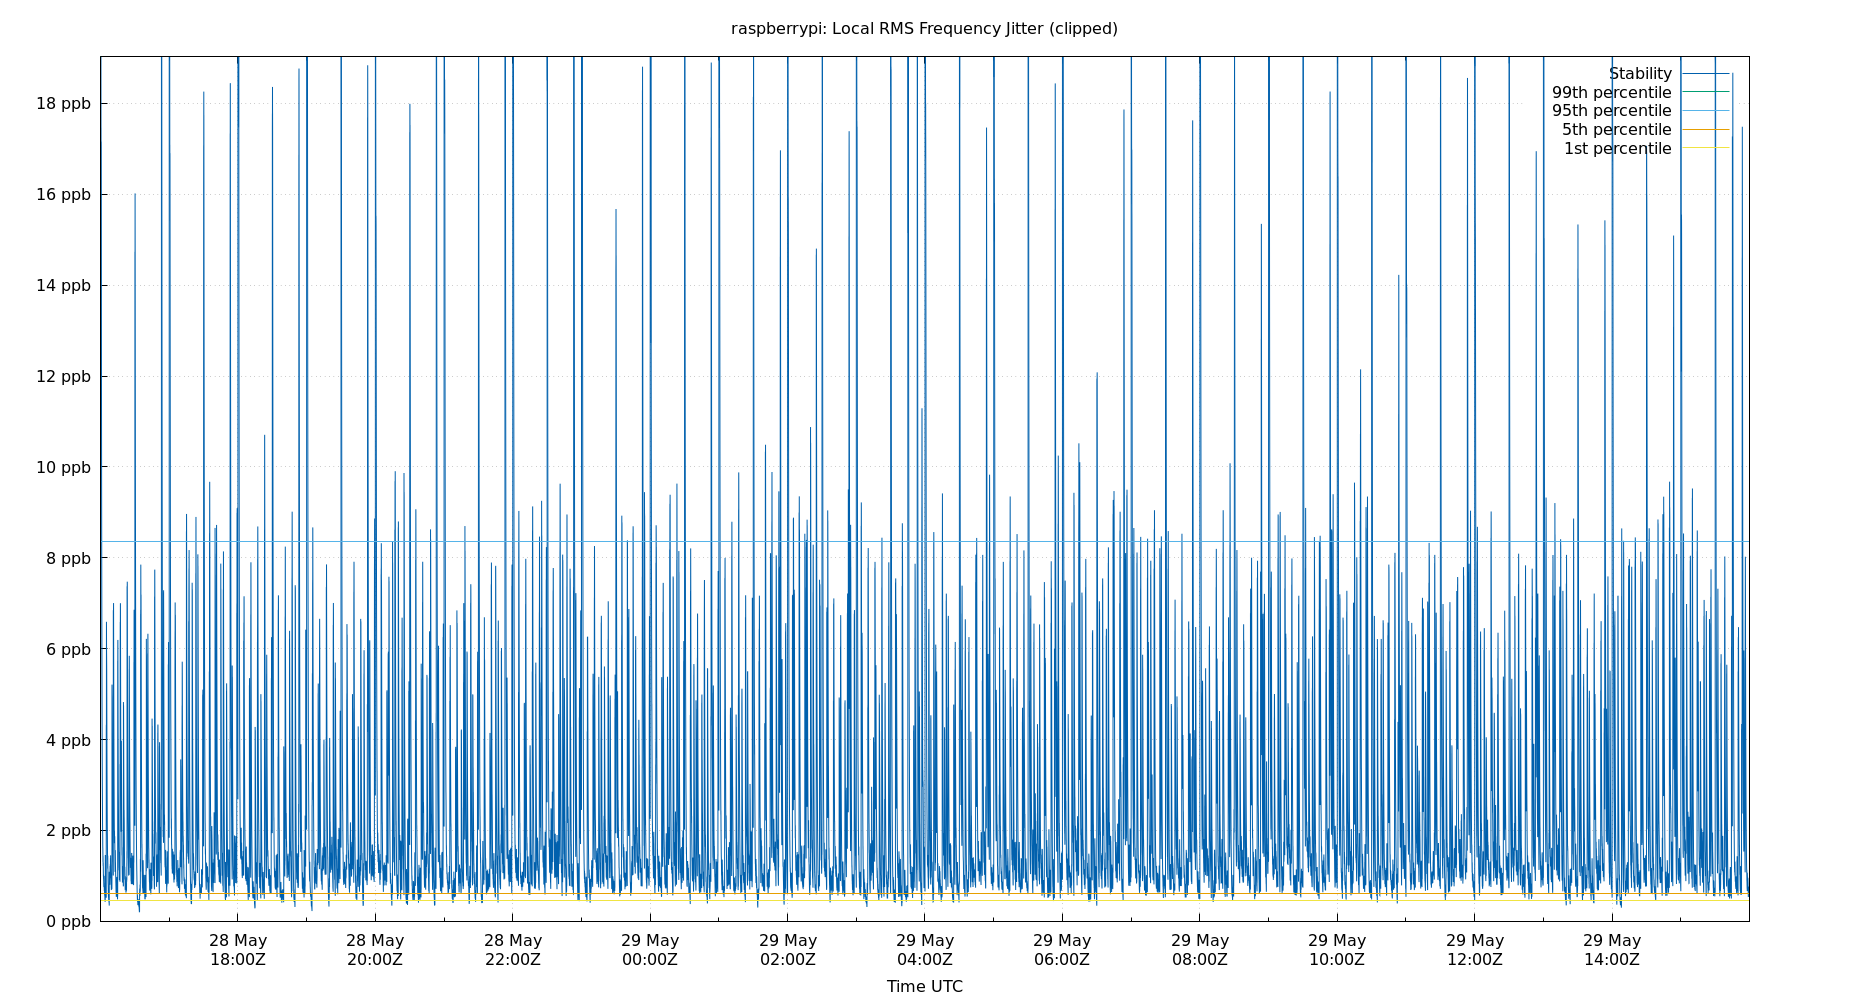 raspberrypi: Local RMS Frequency Jitter (clipped)
Stability
99th percentile
95th percentile
5th percentile
1st percentile
18 ppb
16 ppb
14 ppb
12 ppb
10 ppb
8 ppb
6 ppb
4 ppb
2 ppb
0 ppb
28 May 28 May 28 May 29 May 29 May 29 May 29 May 29 May 29 May 29 May 29 May
18:00Z 20:00Z 22:00Z 00:00Z 02:00Z 04:00Z 06:00Z 08:00Z 10:00Z 12:00Z 14:00Z
Time UTC